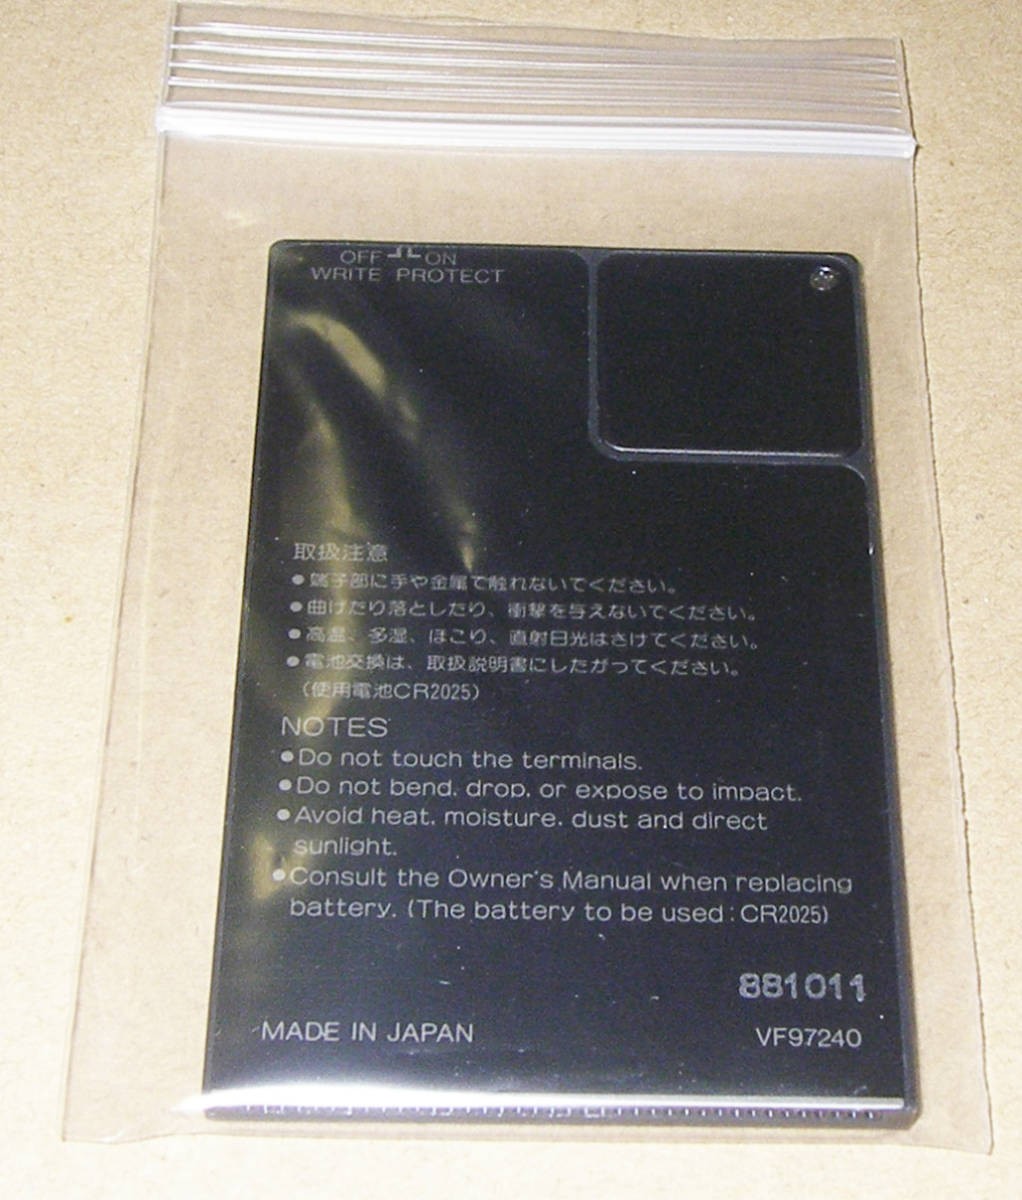 OFF ON
WRITE PROTECT
取扱注意
●端子部に手や金属で触れないでください。
●曲げたり落としたり、衝撃を与えないでください。
●高温、多湿、ほこり、直射日光はさけてください。
●電池交換は、取扱説明書にしたがってください。
(使用電池CR2025)
NOTES
●Do not touch the terminals.
●Do not bend, drop, or expose to impact.
●Avoid heat, moisture, dust and direct
sunlight.
●Consult the Owner's Manual when replacing
battery. (The battery to be used : CR2025)
881011
MADE IN JAPAN
VF97240